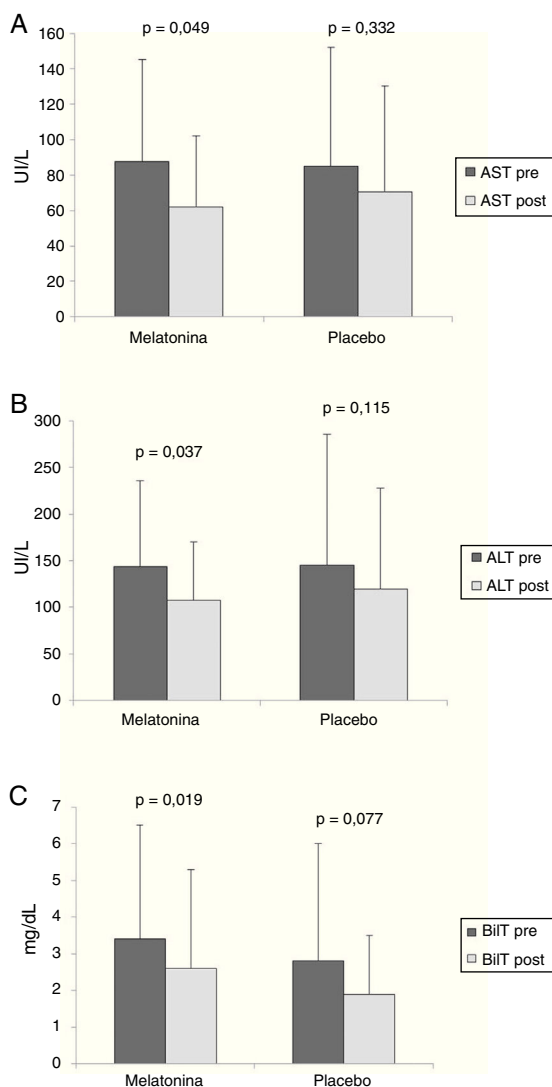 A
p = 0,049
p = 0,332
160
140
120
100
80
60
40
20
0
UI/L
AST pre
AST post
Melatonina
Placebo
B
p = 0,037
p = 0,115
300
250
200
150
100
50
0
UI/L
ALT pre
ALT post
Melatonina
Placebo
C
p = 0,019
p = 0,077
7
6
5
4
3
2
1
0
mg/dL
BilT pre
BilT post
Melatonina
Placebo